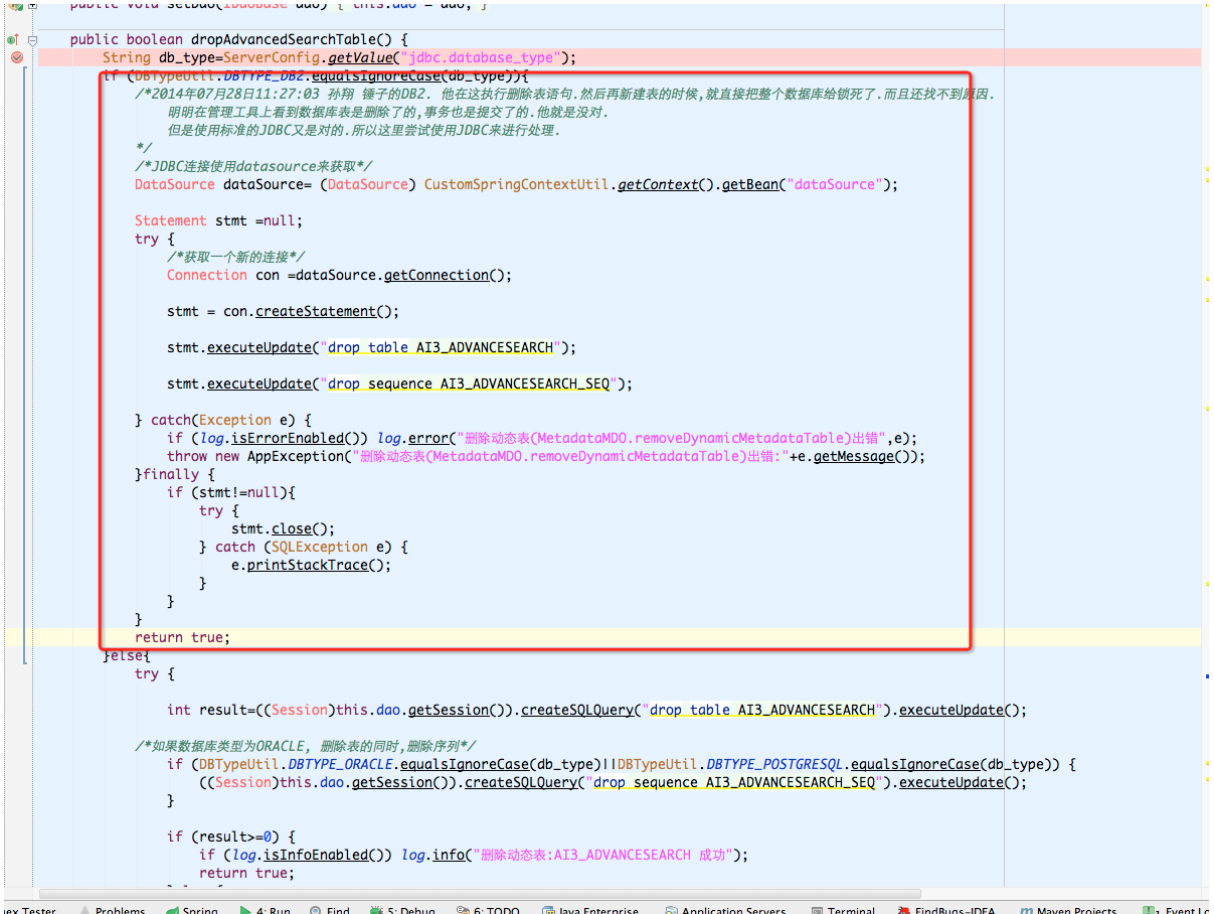 public void setDao(IDaoBase dao) { this.dao = dao; }
public boolean dropAdvancedSearchTable() {
String db_type=ServerConfig.getValue("jdbc.database_type");
if (DBTypeUtil.DBTYPE_DB2.equalsIgnoreCase(db_type)){
/*2014年07月28日11:27:03 孙翔 锤子的DB2. 他在这执行删除表语句.然后再新建表的时候,就直接把整个数据库给锁死了.而且还找不到原因.
明明在管理工具上看到数据库表是删除了的,事务也是提交了的.他就是没对.
但是使用标准的JDBC又是对的.所以这里尝试使用JDBC来进行处理.
*/
/*JDBC连接使用datasource来获取*/
DataSource dataSource= (DataSource) CustomSpringContextUtil.getContext().getBean("dataSource");
Statement stmt =null;
try {
/*获取一个新的连接*/
Connection con =dataSource.getConnection();
stmt = con.createStatement();
stmt.executeUpdate("drop table AI3_ADVANCESEARCH");
stmt.executeUpdate("drop sequence AI3_ADVANCESEARCH_SEQ");
} catch(Exception e) {
if (log.isErrorEnabled()) log.error("删除动态表(MetadataMDO.removeDynamicMetadataTable)出错",e);
throw new AppException("删除动态表(MetadataMDO.removeDynamicMetadataTable)出错:"+e.getMessage());
}finally {
if (stmt!=null){
try {
stmt.close();
} catch (SQLException e) {
e.printStackTrace();
}
}
}
return true;
}else{
try {
int result=((Session)this.dao.getSession()).createSQLQuery("drop table AI3_ADVANCESEARCH").executeUpdate();
/*如果数据库类型为ORACLE, 删除表的同时,删除序列*/
if (DBTypeUtil.DBTYPE_ORACLE.equalsIgnoreCase(db_type)||DBTypeUtil.DBTYPE_POSTGRESQL.equalsIgnoreCase(db_type)) {
((Session)this.dao.getSession()).createSQLQuery("drop sequence AI3_ADVANCESEARCH_SEQ").executeUpdate();
}
if (result>=0) {
if (log.isInfoEnabled()) log.info("删除动态表:AI3_ADVANCESEARCH 成功");
return true;
Tester Problems Spring 4: Run Find 5: Debug 6: TODO Java Enterprise Application Servers Terminal FindBugs-IDEA Maven Projects Event